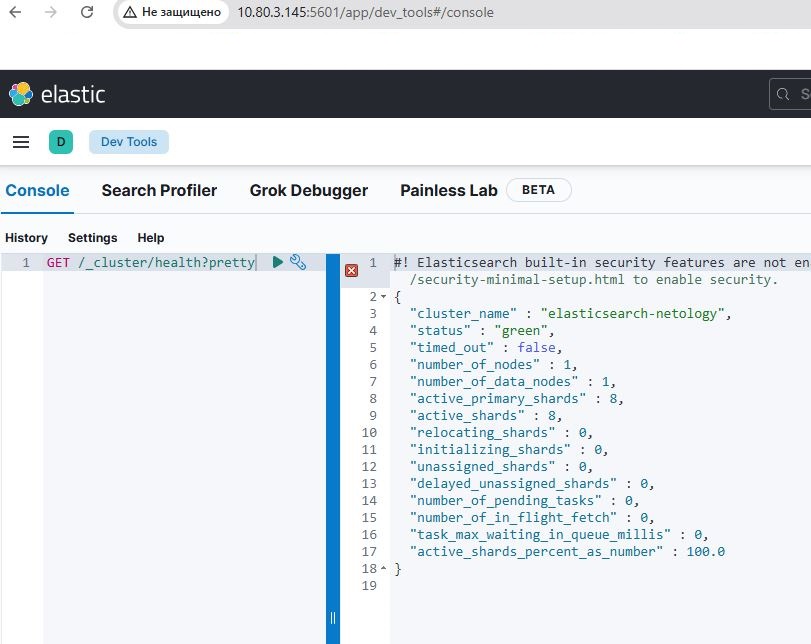 Не защищено 10.80.3.145:5601/app/dev_tools#/console
elastic
D Dev Tools
Console Search Profiler Grok Debugger Painless Lab BETA
History Settings Help
1 GET /_cluster/health?pretty
1 #! Elasticsearch built-in security features are not en
/security-minimal-setup.html to enable security.
2 {
3 "cluster_name" : "elasticsearch-netology",
4 "status" : "green",
5 "timed_out" : false,
6 "number_of_nodes" : 1,
7 "number_of_data_nodes" : 1,
8 "active_primary_shards" : 8,
9 "active_shards" : 8,
10 "relocating_shards" : 0,
11 "initializing_shards" : 0,
12 "unassigned_shards" : 0,
13 "delayed_unassigned_shards" : 0,
14 "number_of_pending_tasks" : 0,
15 "number_of_in_flight_fetch" : 0,
16 "task_max_waiting_in_queue_millis" : 0,
17 "active_shards_percent_as_number" : 100.0
18 }
19